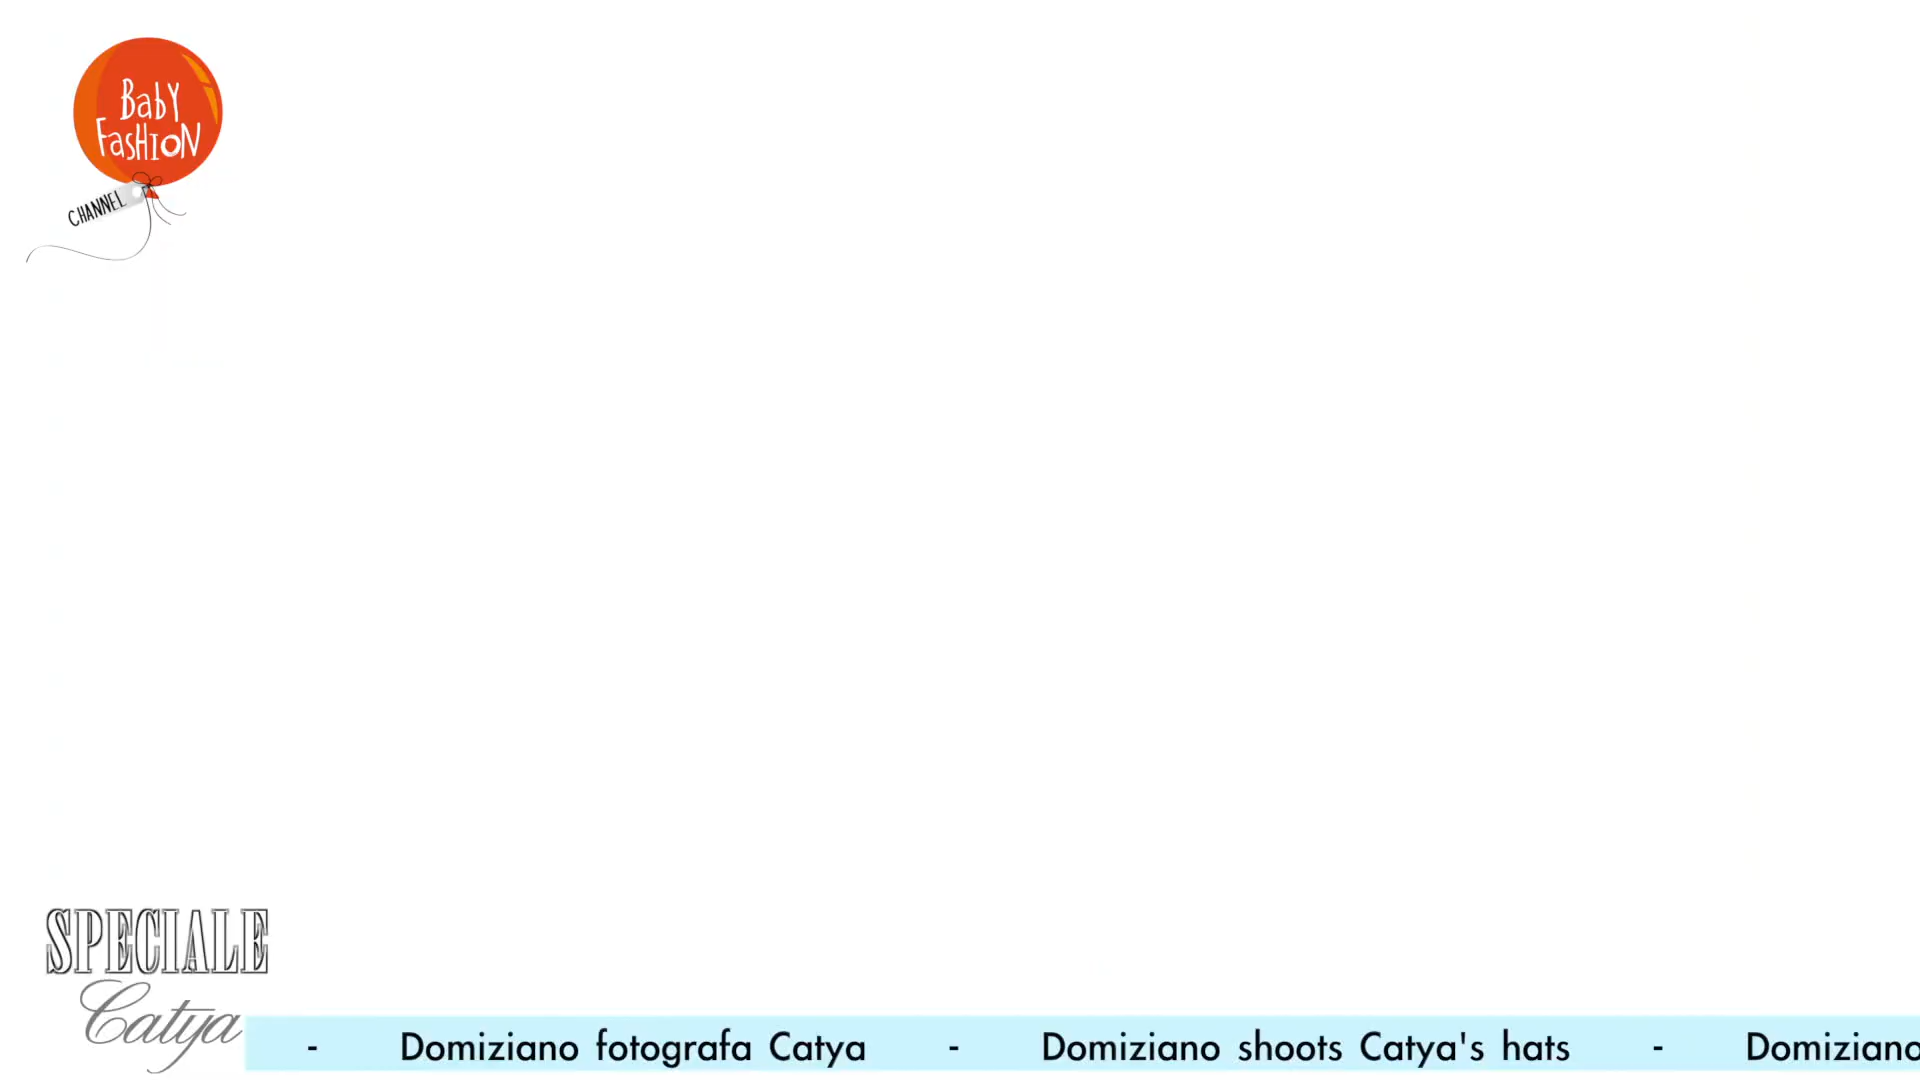 Baby
Fashion
CHANNEL
SPECIALE
Catya
- Domiziano fotografa Catya - Domiziano shoots Catya's hats - Domiziano